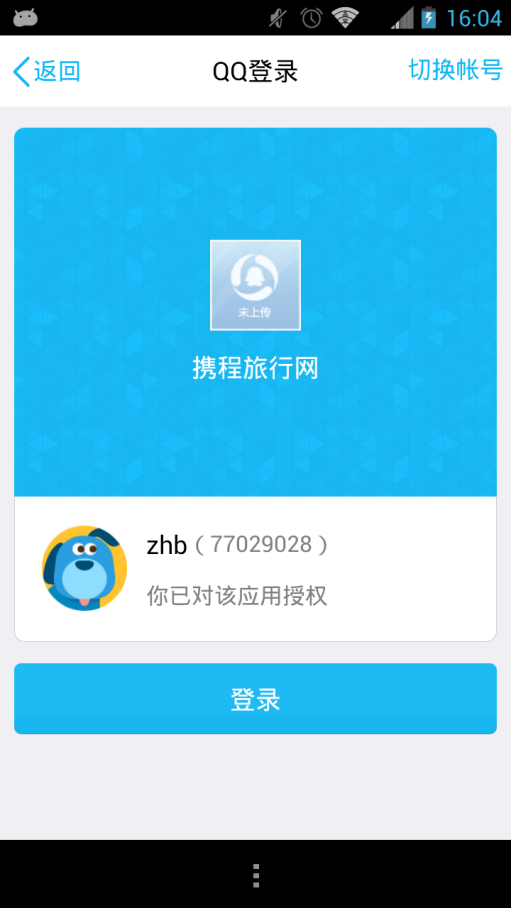 16:04
返回
QQ登录
切换帐号
未上传
携程旅行网
zhb（77029028）
你已对该应用授权
登录